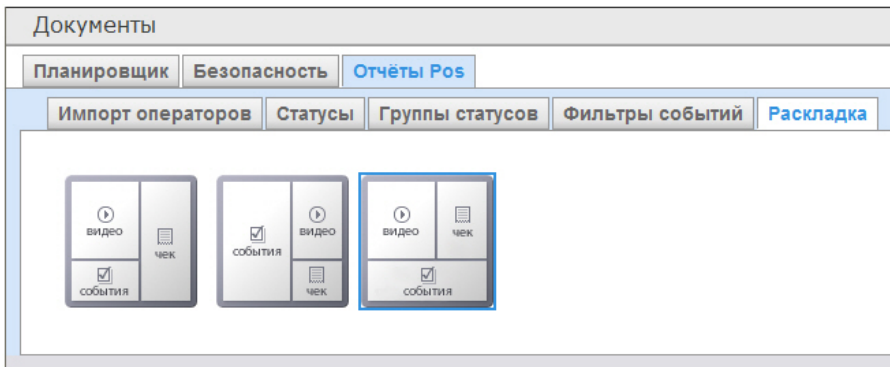 Документы
Планировщик Безопасность Отчёты Pos
Импорт операторов Статусы Группы статусов Фильтры событий Раскладка
видео
чек
события
события
видео
чек
видео
чек
события